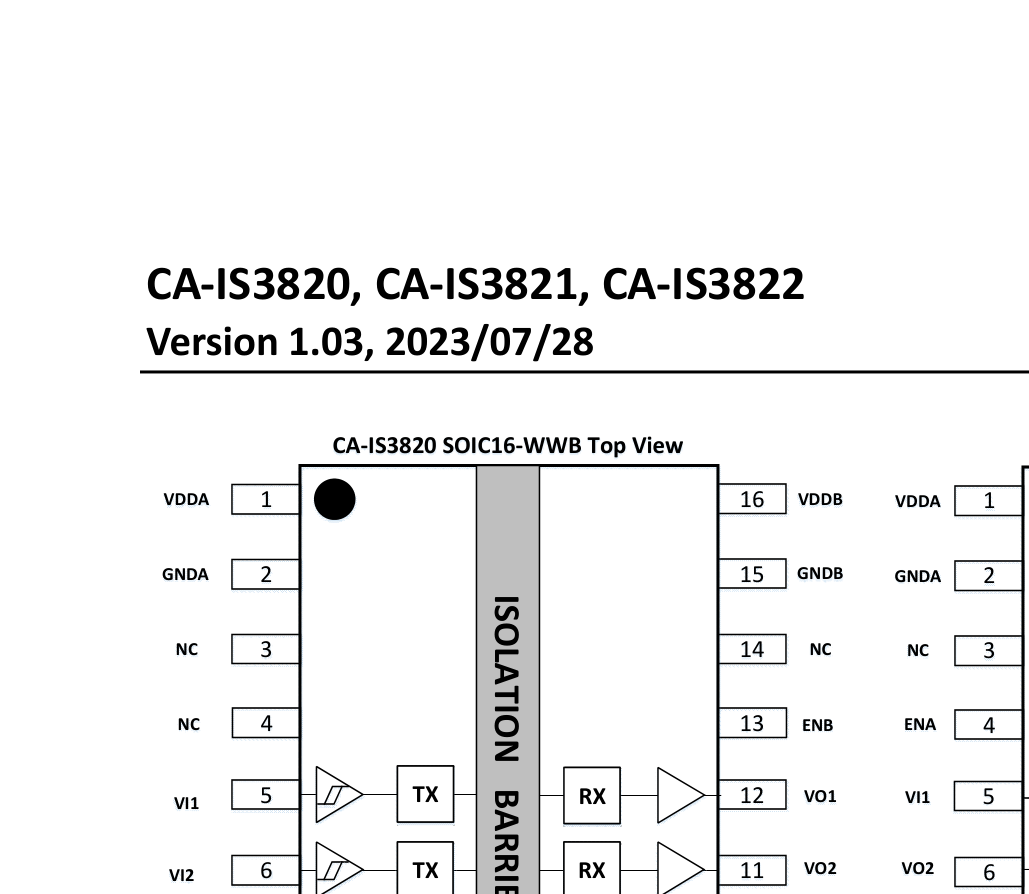 CA-IS3820, CA-IS3821, CA-IS3822
Version 1.03, 2023/07/28
CA-IS3820 SOIC16-WWB Top View
VDDA 1 16 VDDB VDDA 1
GNDA 2 15 GNDB GNDA 2
NC 3 14 NC NC 3
NC 4 13 ENB ENA 4
VI1 5 TX RX 12 VO1 VI1 5
VI2 6 TX RX 11 VO2 VO2 6
ISOLATION BARRIE